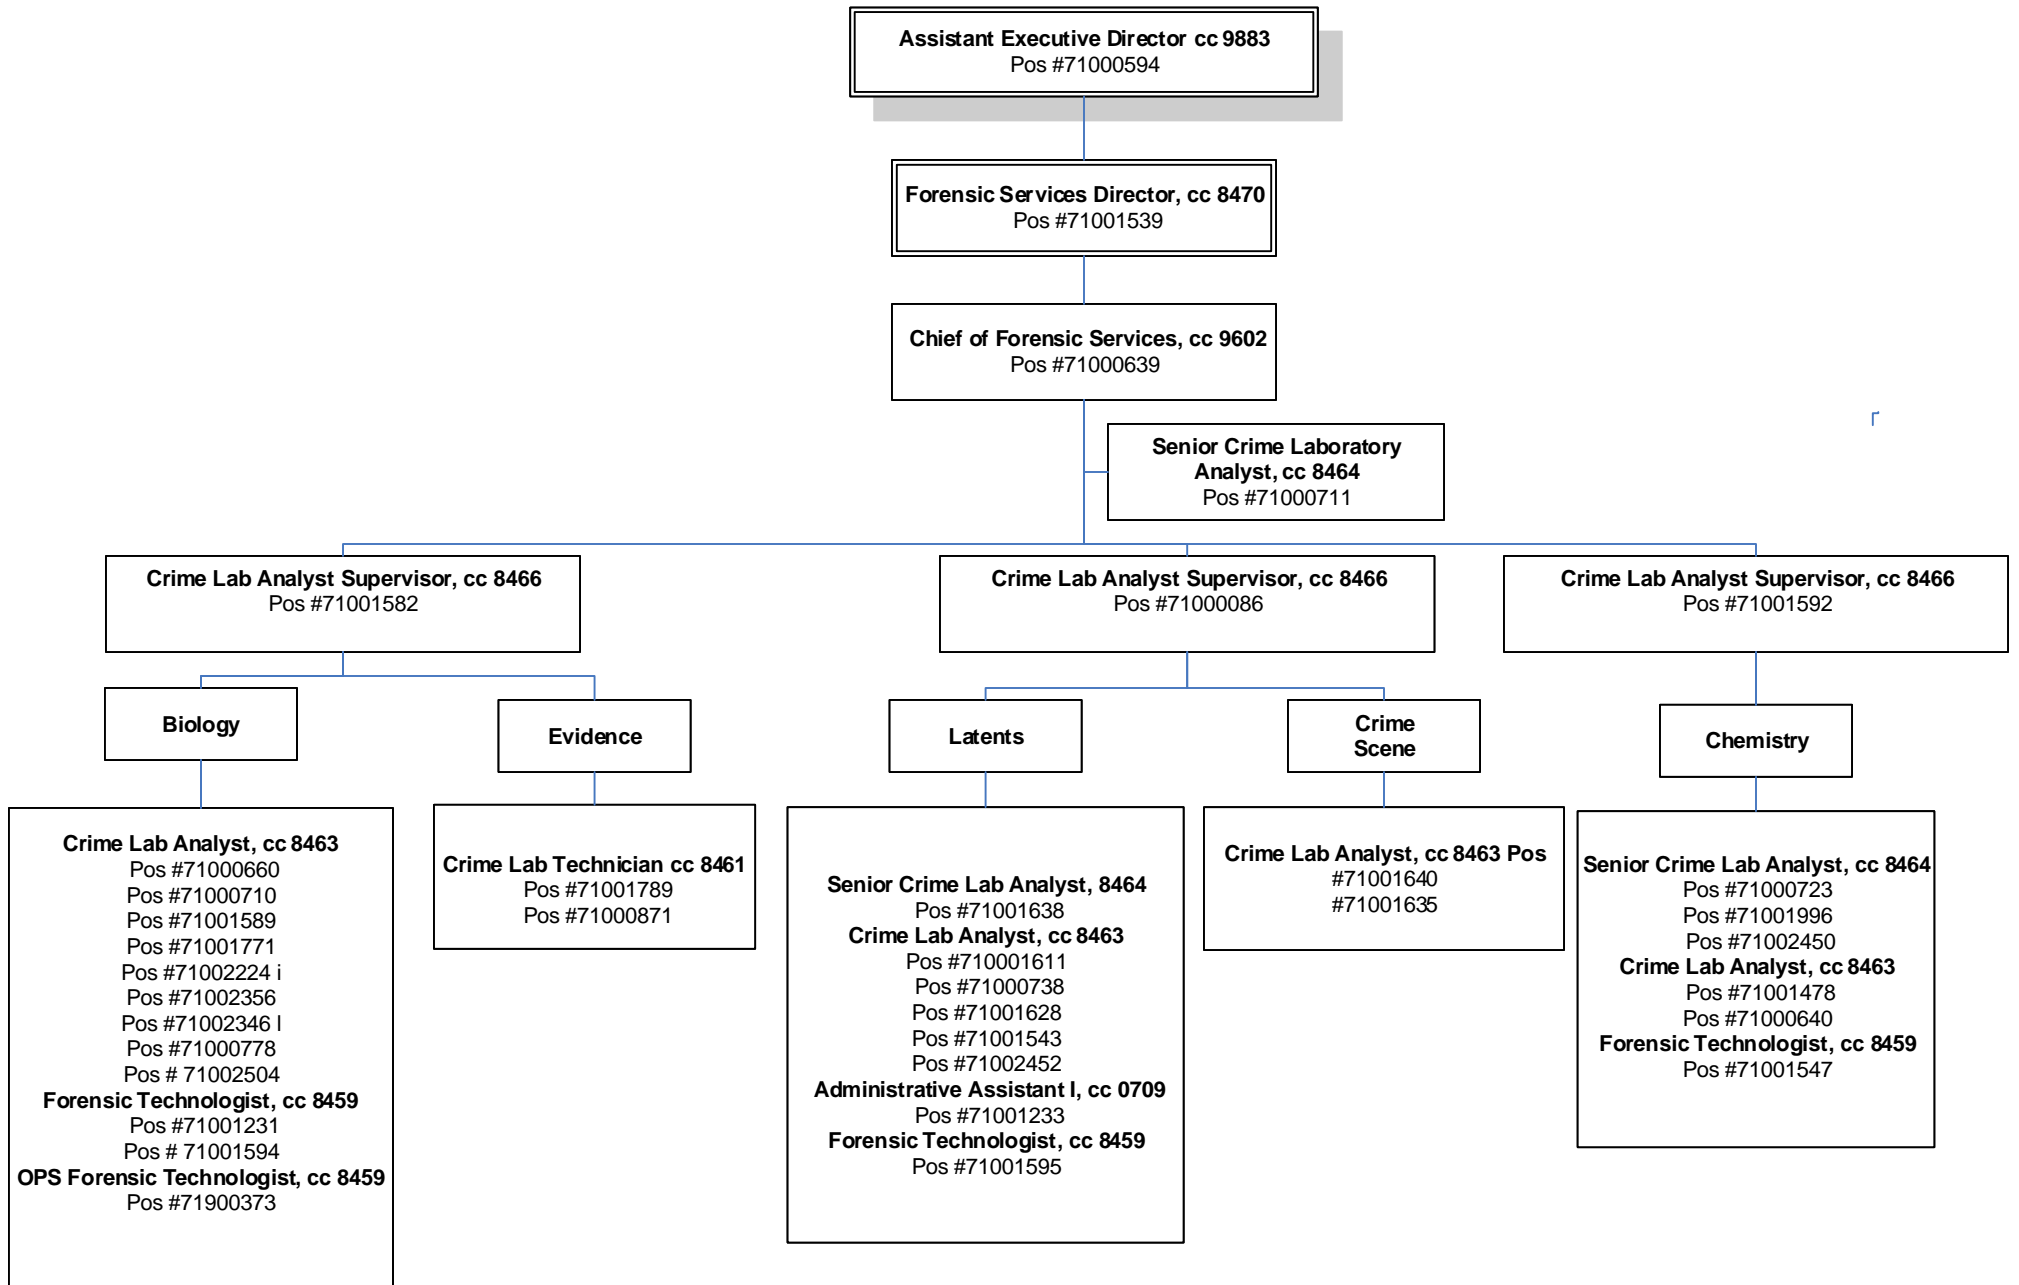 Assistant Executive Director cc 9883
Pos #71000594
Forensic Services Director, cc 8470
Pos #71001539
Chief of Forensic Services, cc 9602
Pos #71000639
Senior Crime Laboratory
Analyst, cc 8464
Pos #71000711
Crime Lab Analyst Supervisor, cc 8466
Pos #71001582
Crime Lab Analyst Supervisor, cc 8466
Pos #71000086
Crime Lab Analyst Supervisor, cc 8466
Pos #71001592
Biology
Evidence
Latents
Crime
Scene
Chemistry
Crime Lab Analyst, cc 8463
Pos #71000660
Pos #71000710
Pos #71001589
Pos #71001771
Pos #71002224 i
Pos #71002356
Pos #71002346 l
Pos #71000778
Pos # 71002504
Forensic Technologist, cc 8459
Pos #71001231
Pos # 71001594
OPS Forensic Technologist, cc 8459
Pos #71900373
Crime Lab Technician cc 8461
Pos #71001789
Pos #71000871
Senior Crime Lab Analyst, 8464
Pos #71001638
Crime Lab Analyst, cc 8463
Pos #710001611
Pos #71000738
Pos #71001628
Pos #71001543
Pos #71002452
Administrative Assistant I, cc 0709
Pos #71001233
Forensic Technologist, cc 8459
Pos #71001595
Crime Lab Analyst, cc 8463 Pos
#71001640
#71001635
Senior Crime Lab Analyst, cc 8464
Pos #71000723
Pos #71001996
Pos #71002450
Crime Lab Analyst, cc 8463
Pos #71001478
Pos #71000640
Forensic Technologist, cc 8459
Pos #71001547